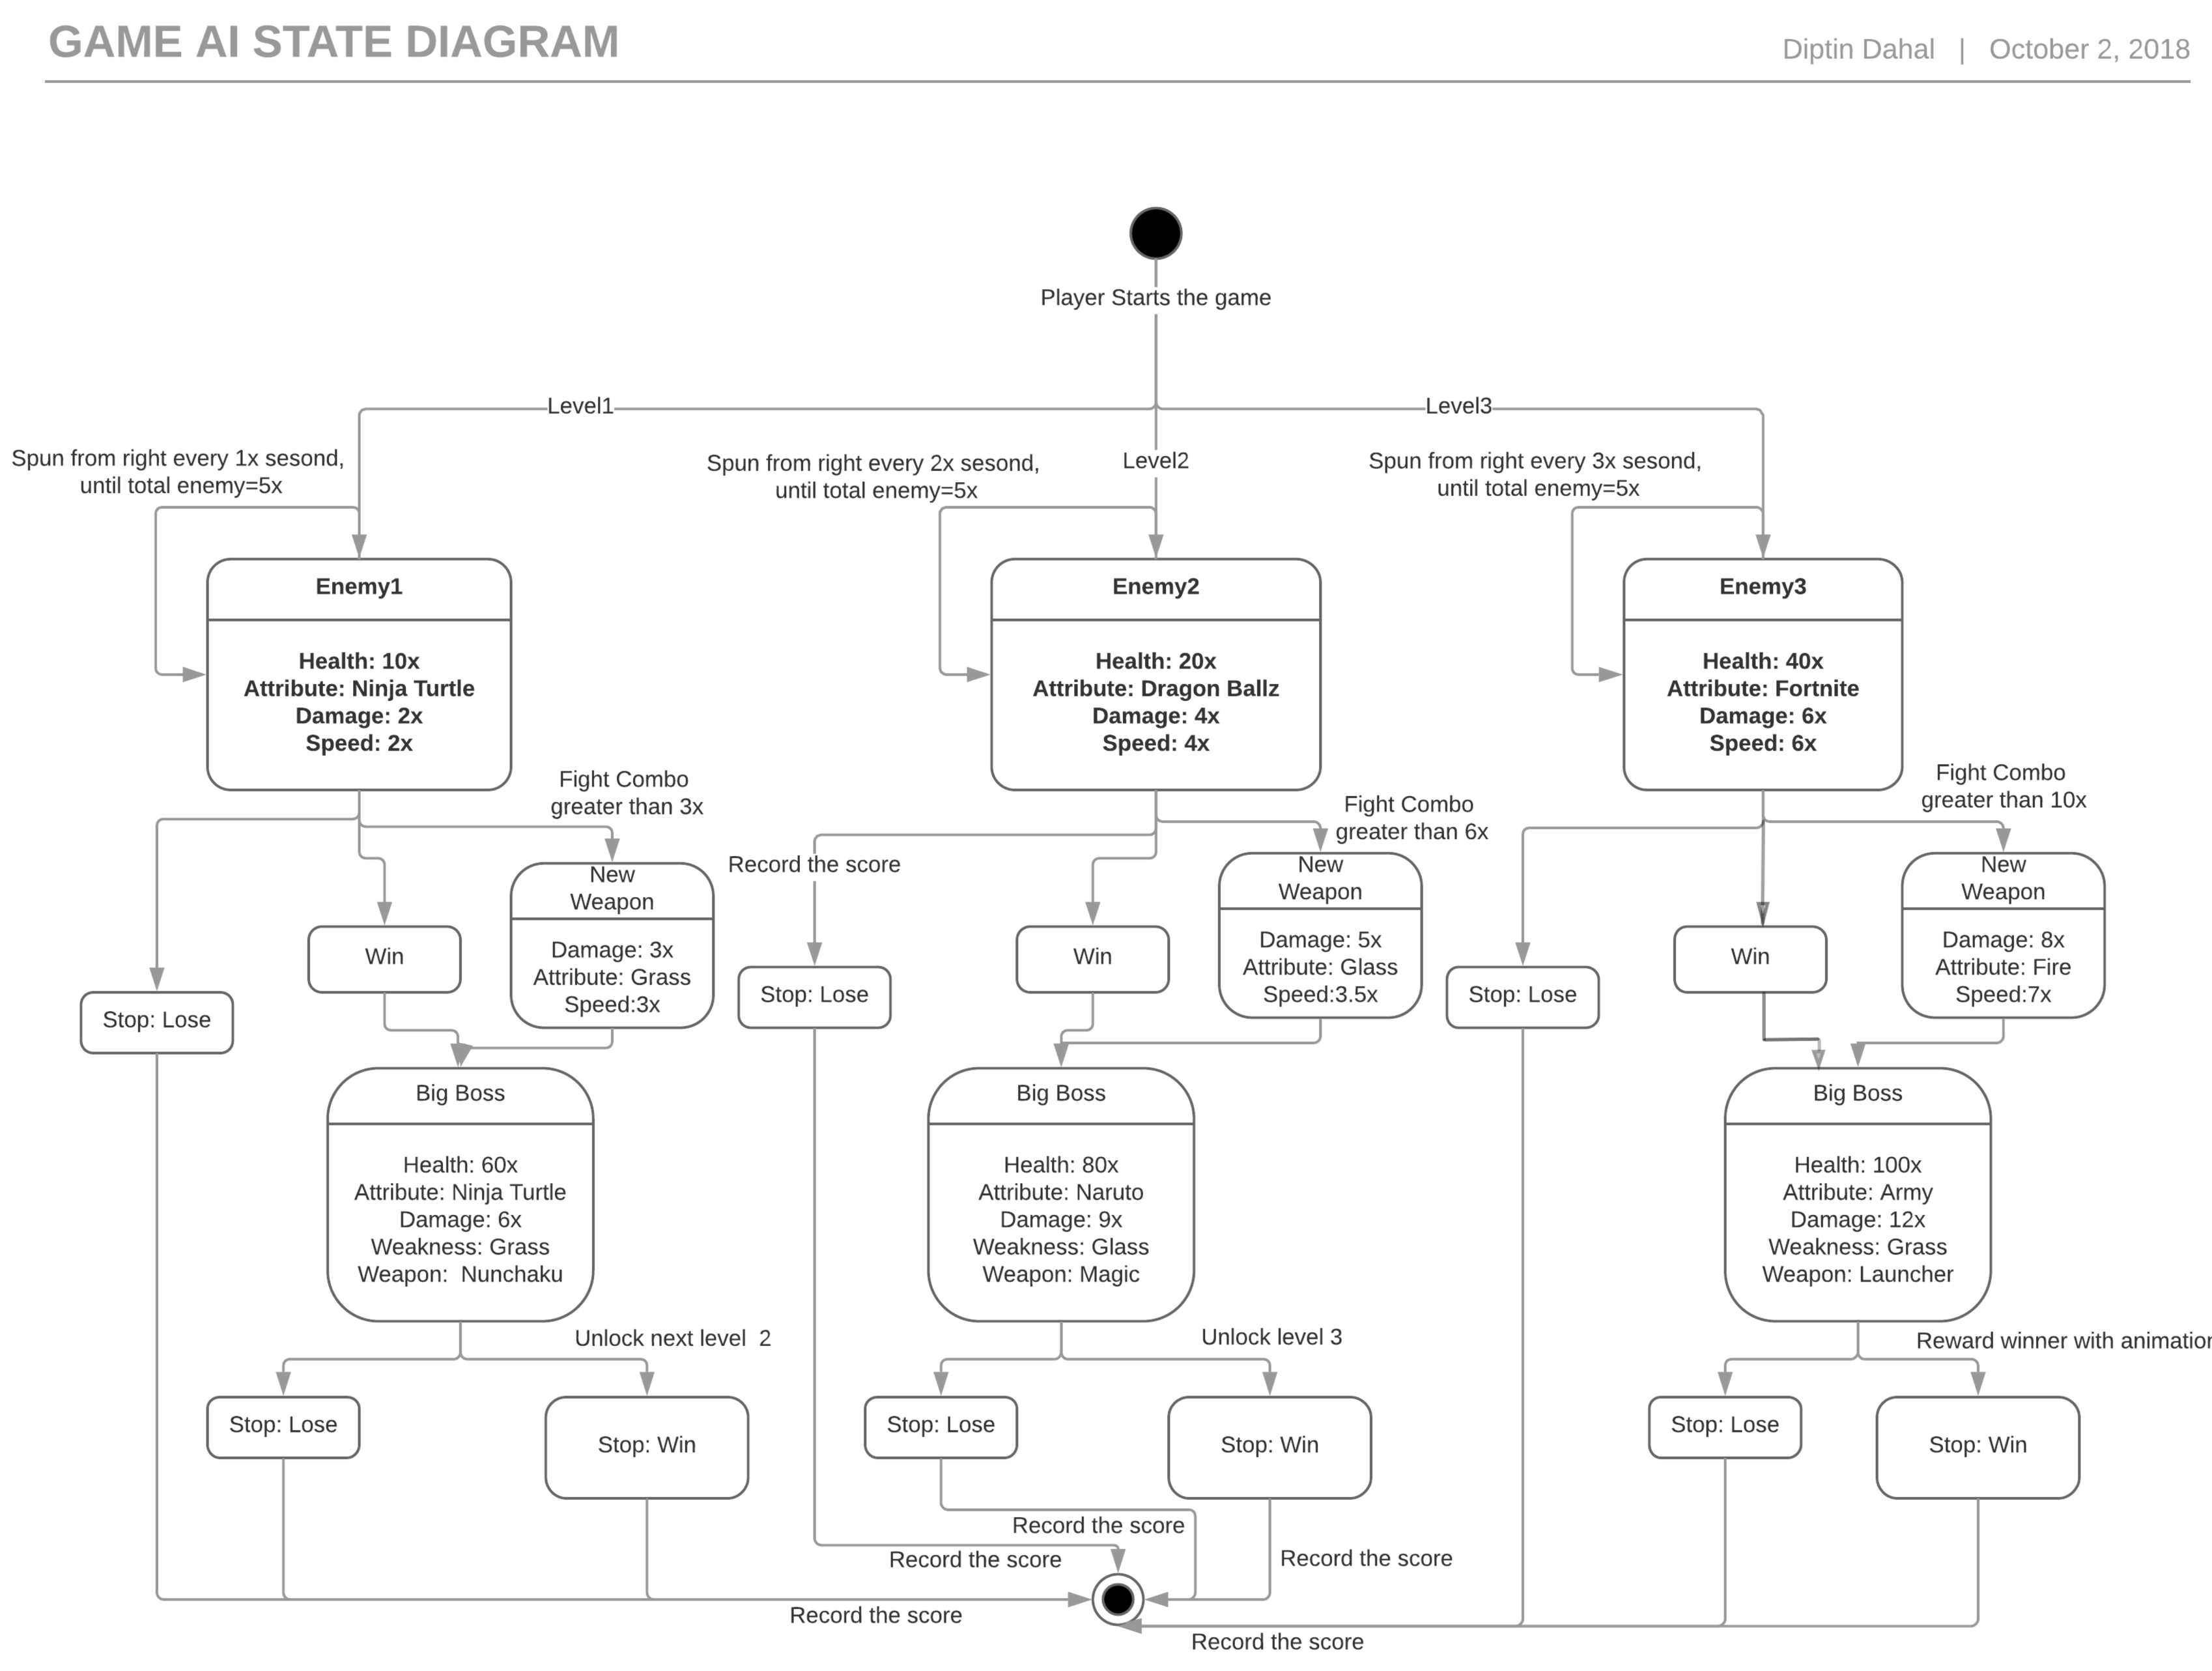 GAME AI STATE DIAGRAM
Diptin Dahal | October 2, 2018
Player Starts the game
Level1
Level3
Level2
Spun from right every 1x sesond,
until total enemy=5x
Spun from right every 2x sesond,
until total enemy=5x
Spun from right every 3x sesond,
until total enemy=5x
Enemy1
Health: 10x
Attribute: Ninja Turtle
Damage: 2x
Speed: 2x
Enemy2
Health: 20x
Attribute: Dragon Ballz
Damage: 4x
Speed: 4x
Enemy3
Health: 40x
Attribute: Fortnite
Damage: 6x
Speed: 6x
Fight Combo
greater than 3x
Fight Combo
greater than 6x
Fight Combo
greater than 10x
Record the score
Stop: Lose
Win
New
Weapon
Damage: 3x
Attribute: Grass
Speed:3x
Stop: Lose
Win
New
Weapon
Damage: 5x
Attribute: Glass
Speed:3.5x
Stop: Lose
Win
New
Weapon
Damage: 8x
Attribute: Fire
Speed:7x
Big Boss
Health: 60x
Attribute: Ninja Turtle
Damage: 6x
Weakness: Grass
Weapon:  Nunchaku
Big Boss
Health: 80x
Attribute: Naruto
Damage: 9x
Weakness: Glass
Weapon: Magic
Big Boss
Health: 100x
Attribute: Army
Damage: 12x
Weakness: Grass
Weapon: Launcher
Unlock next level  2
Unlock level 3
Reward winner with animation
Stop: Lose
Stop: Win
Stop: Lose
Stop: Win
Stop: Lose
Stop: Win
Record the score
Record the score
Record the score
Record the score
Record the score